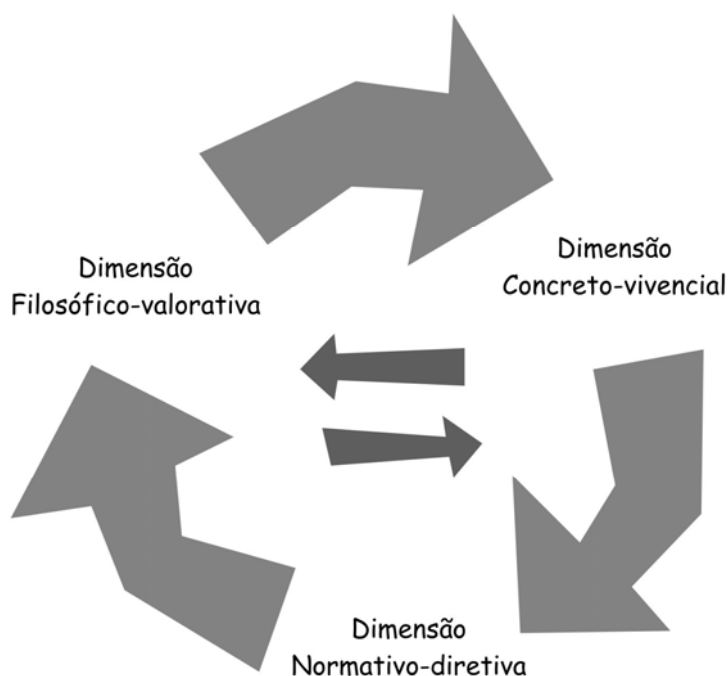 Dimensão
Filosófico-valorativa
Dimensão
Concreto-vivencial
Dimensão
Normativo-diretiva